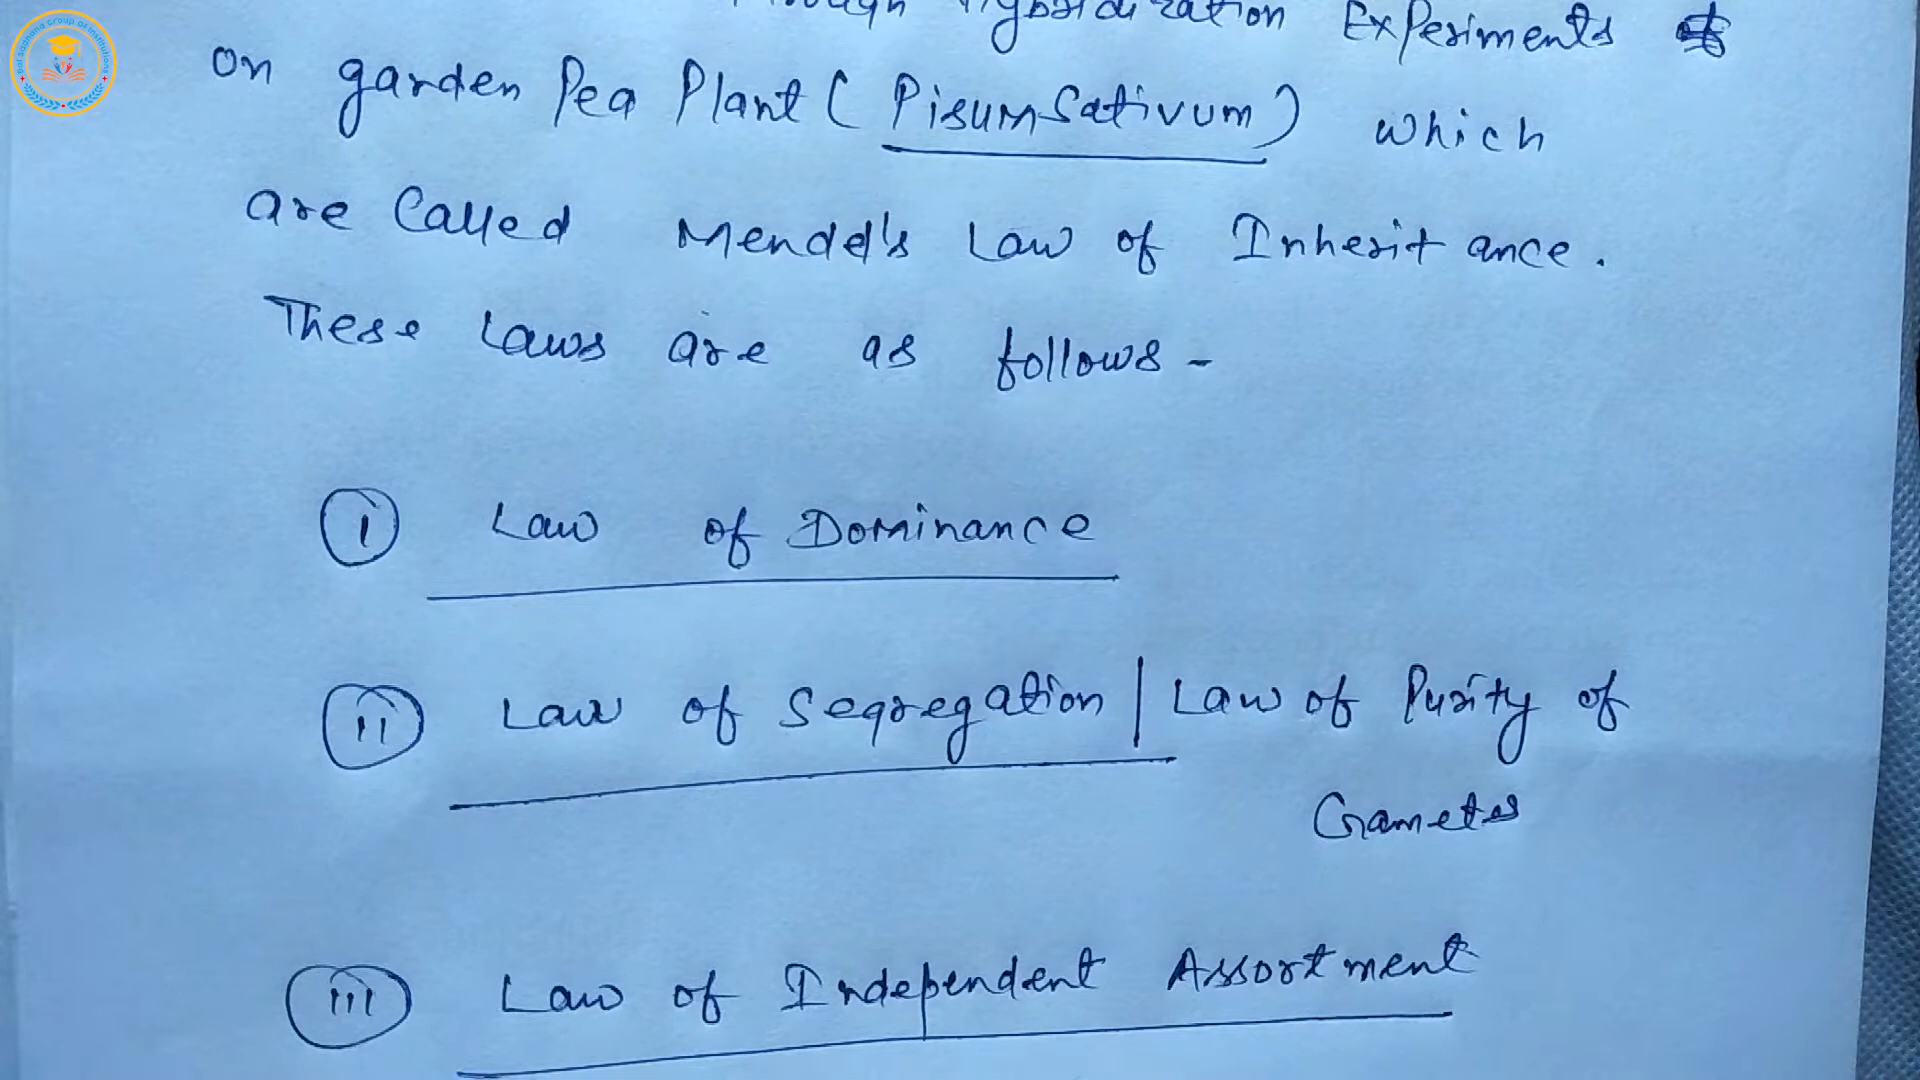 Hybridization Experiments
on garden Pea Plant ( Pisum Sativum ) which
are Called Mendel's Law of Inheritance.
These Laws are as follows -
(i) Law of Dominance
(ii) Law of Segregation | Law of Purity of
Gametes
(iii) Law of Independent Assortment